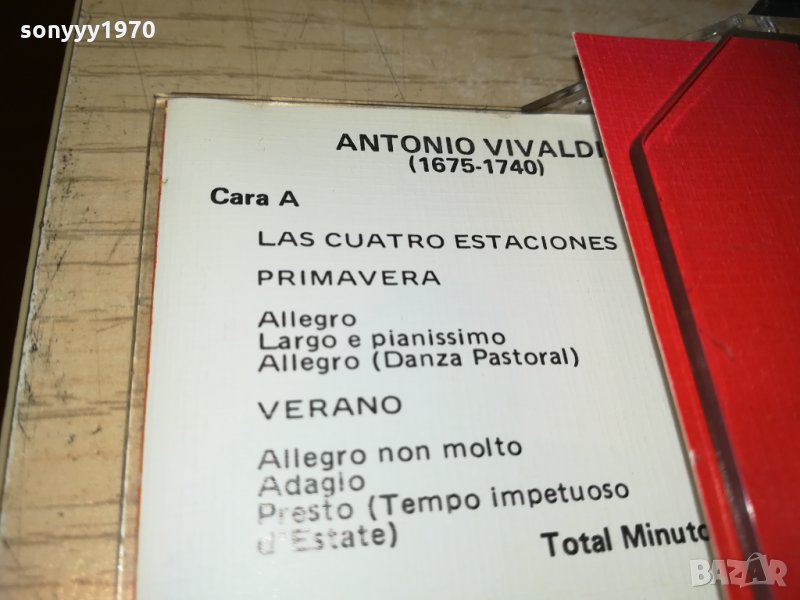 sonyyy1970
ANTONIO VIVALDI
(1675-1740)
Cara A
LAS CUATRO ESTACIONES
PRIMAVERA
Allegro
Largo e pianissimo
Allegro (Danza Pastoral)
VERANO
Allegro non molto
Adagio
Presto (Tempo impetuoso
d'Estate)
Total Minuto
BAZAR